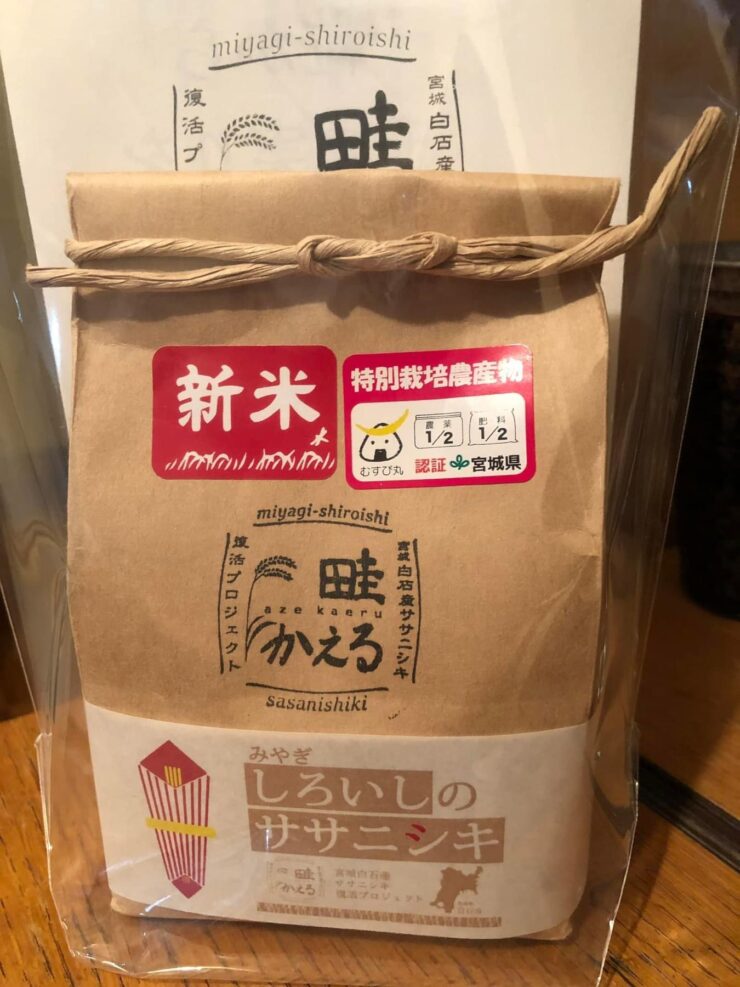 miyagi-shiroishi
宮城白石産
畦
復活プ
新米
特別栽培農産物
農薬
1/2
肥料
1/2
むすび丸
認証 宮城県
miyagi-shiroishi
宮城白石産ササニシキ
畦
aze kaeru
かえる
復活プロジェクト
sasanishiki
みやぎ
しろいしの
ササニシキ
畦
かえる
宮城白石産
ササニシキ
復活プロジェクト